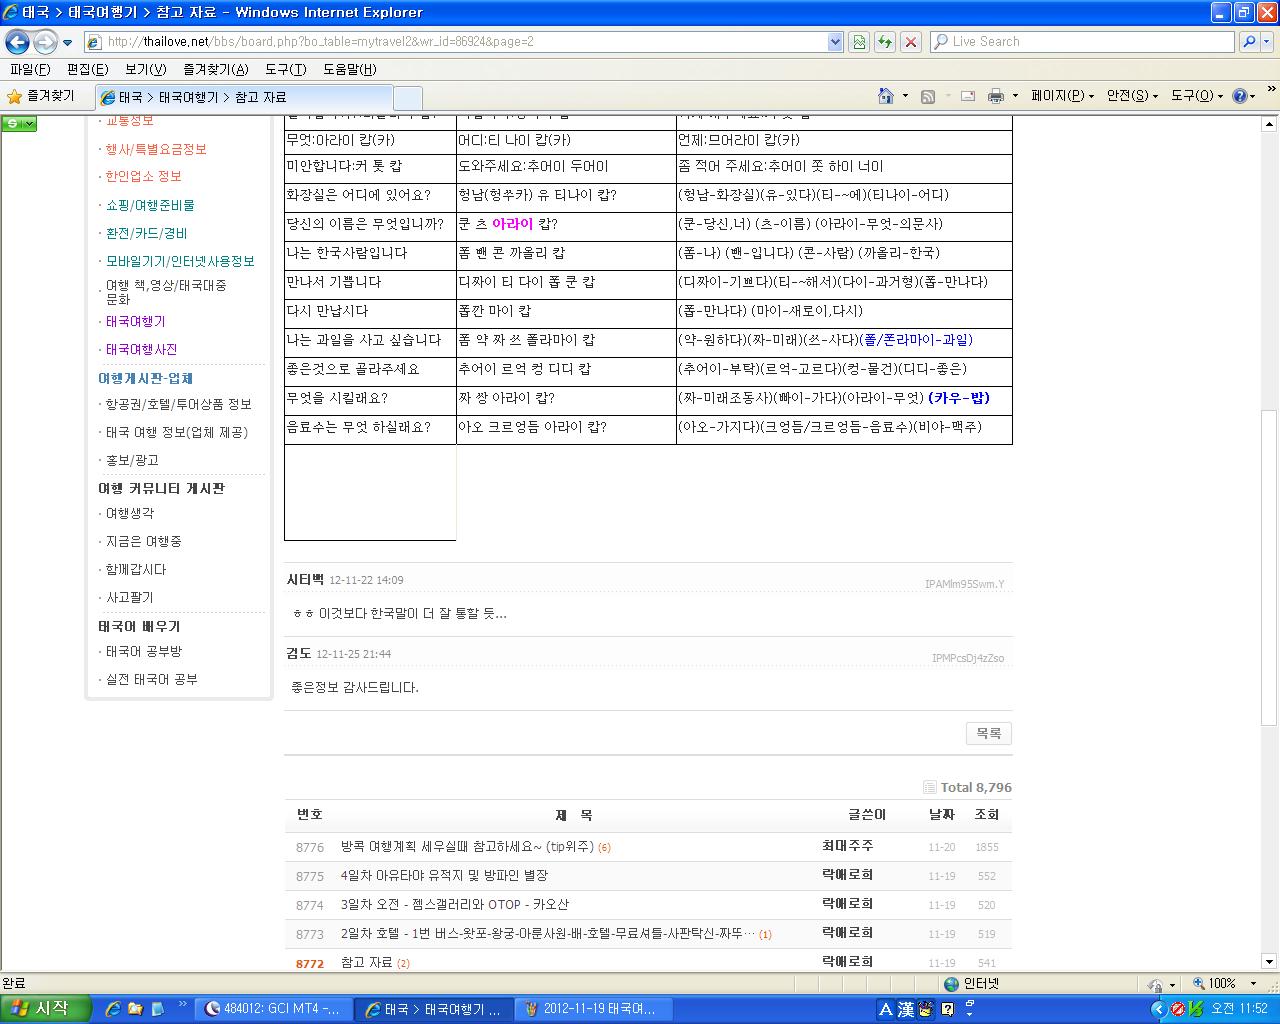 태국 > 태국여행기 > 참고 자료 - Windows Internet Explorer
http://thailove.net/bbs/board.php?bo_table=mytravel2&wr_id=86924&page=2
Live Search
파일(F) 편집(E) 보기(V) 즐겨찾기(A) 도구(T) 도움말(H)
즐겨찾기 태국 > 태국여행기 > 참고 자료 페이지(P) 안전(S) 도구(O)
교통정보
행사/특별요금정보
한인업소 정보
쇼핑/여행준비물
환전/카드/경비
모바일기기/인터넷사용정보
여행 책,영상/태국대중
문화
태국여행기
태국여행사진
여행게시판-업체
항공권/호텔/투어상품 정보
태국 여행 정보(업체 제공)
홍보/광고
여행 커뮤니티 게시판
여행생각
지금은 여행중
함께갑시다
사고팔기
태국어 배우기
태국어 공부방
실전 태국어 공부
무엇:아라이 캅(카) 어디:티 나이 캅(카) 언제:므어라이 캅(카)
미안합니다:커 톳 캅 도와주세요:추어이 두어이 좀 적어 주세요:추어이 쯧 하이 너이
화장실은 어디에 있어요? 헝남(헝쑤카) 유 티나이 캅? (헝남-화장실)(유-있다)(티-~에)(티나이-어디)
당신의 이름은 무엇입니까? 쿤 츠 아라이 캅? (쿤-당신,너) (츠-이름) (아라이-무엇-의문사)
나는 한국사람입니다 폼 밴 콘 까올리 캅 (폼-나) (밴-입니다) (콘-사람) (까올리-한국)
만나서 기쁩니다 디짜이 티 다이 폽 쿤 캅 (디짜이-기쁘다)(티-~해서)(다이-과거형)(폽-만나다)
다시 만납시다 폽깐 마이 캅 (폽-만나다) (마이-새로이,다시)
나는 과일을 사고 싶습니다 폼 약 짜 쓰 폴라마이 캅 (약-원하다)(짜-미래)(쓰-사다)(폴/폰라마이-과일)
좋은것으로 골라주세요 추어이 르억 컹 디디 캅 (추어이-부탁)(르억-고르다)(컹-물건)(디디-좋은)
무엇을 시킬래요? 짜 쌍 아라이 캅? (짜-미래조동사)(빠이-가다)(아라이-무엇) (카우-밥)
음료수는 무엇 하실래요? 아오 크르엉듬 아라이 캅? (아오-가지다)(크엉듬/크르엉듬-음료수)(비야-맥주)
시티백 12-11-22 14:09 IPAMlm95Swm.Y
ㅎㅎ 이것보다 한국말이 더 잘 통할 듯...
검도 12-11-25 21:44 IPMPcsDj4zZso
좋은정보 감사드립니다.
목록
Total 8,796
번호 제 목 글쓴이 날짜 조회
8776 방콕 여행계획 세우실때 참고하세요~ (tip위주) (6) 최대주주 11-20 1855
8775 4일차 아유타야 유적지 및 방파인 별장 락애로희 11-19 552
8774 3일차 오전 - 젬스갤러리와 OTOP - 카오산 락애로희 11-19 520
8773 2일차 호텔 - 1번 버스-왓포-왕궁-아룬사원-배-호텔-무료셔틀-사판탁신-짜뚜… (1) 락애로희 11-19 519
8772 참고 자료 (2) 락애로희 11-19 541
완료 인터넷 100%
시작 484012: GCI MT4 -... 태국 > 태국여행기 ... 2012-11-19 태국여... A 漢 오전 11:52